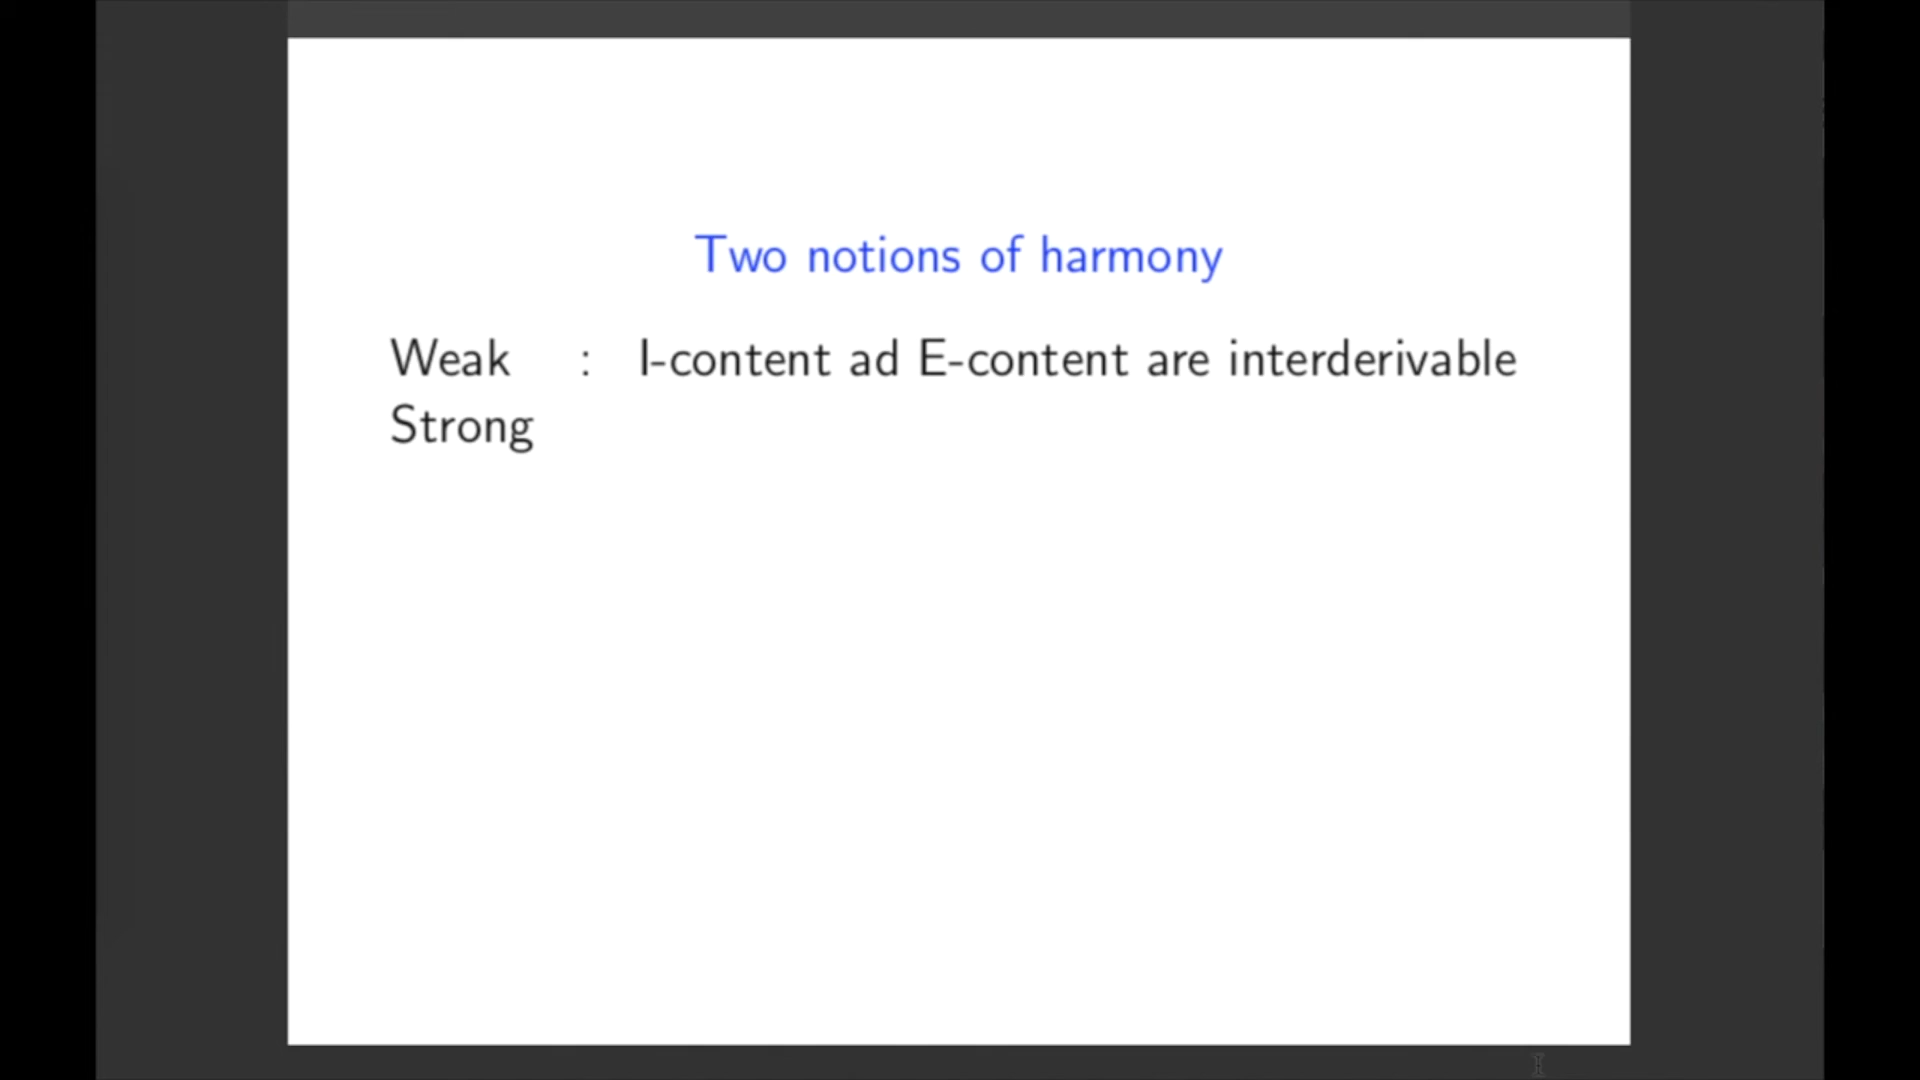 Two notions of harmony
Weak : I-content ad E-content are interderivable
Strong